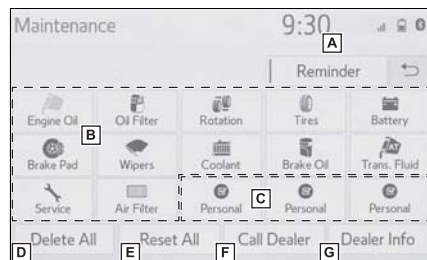 Maintenance 9:30
A
Reminder
Engine Oil Oil Filter Rotation Tires Battery
B
Brake Pad Wipers Coolant Brake Oil Trans. Fluid
Service Air Filter Personal C Personal Personal
Delete All Reset All Call Dealer Dealer Info
D E F G